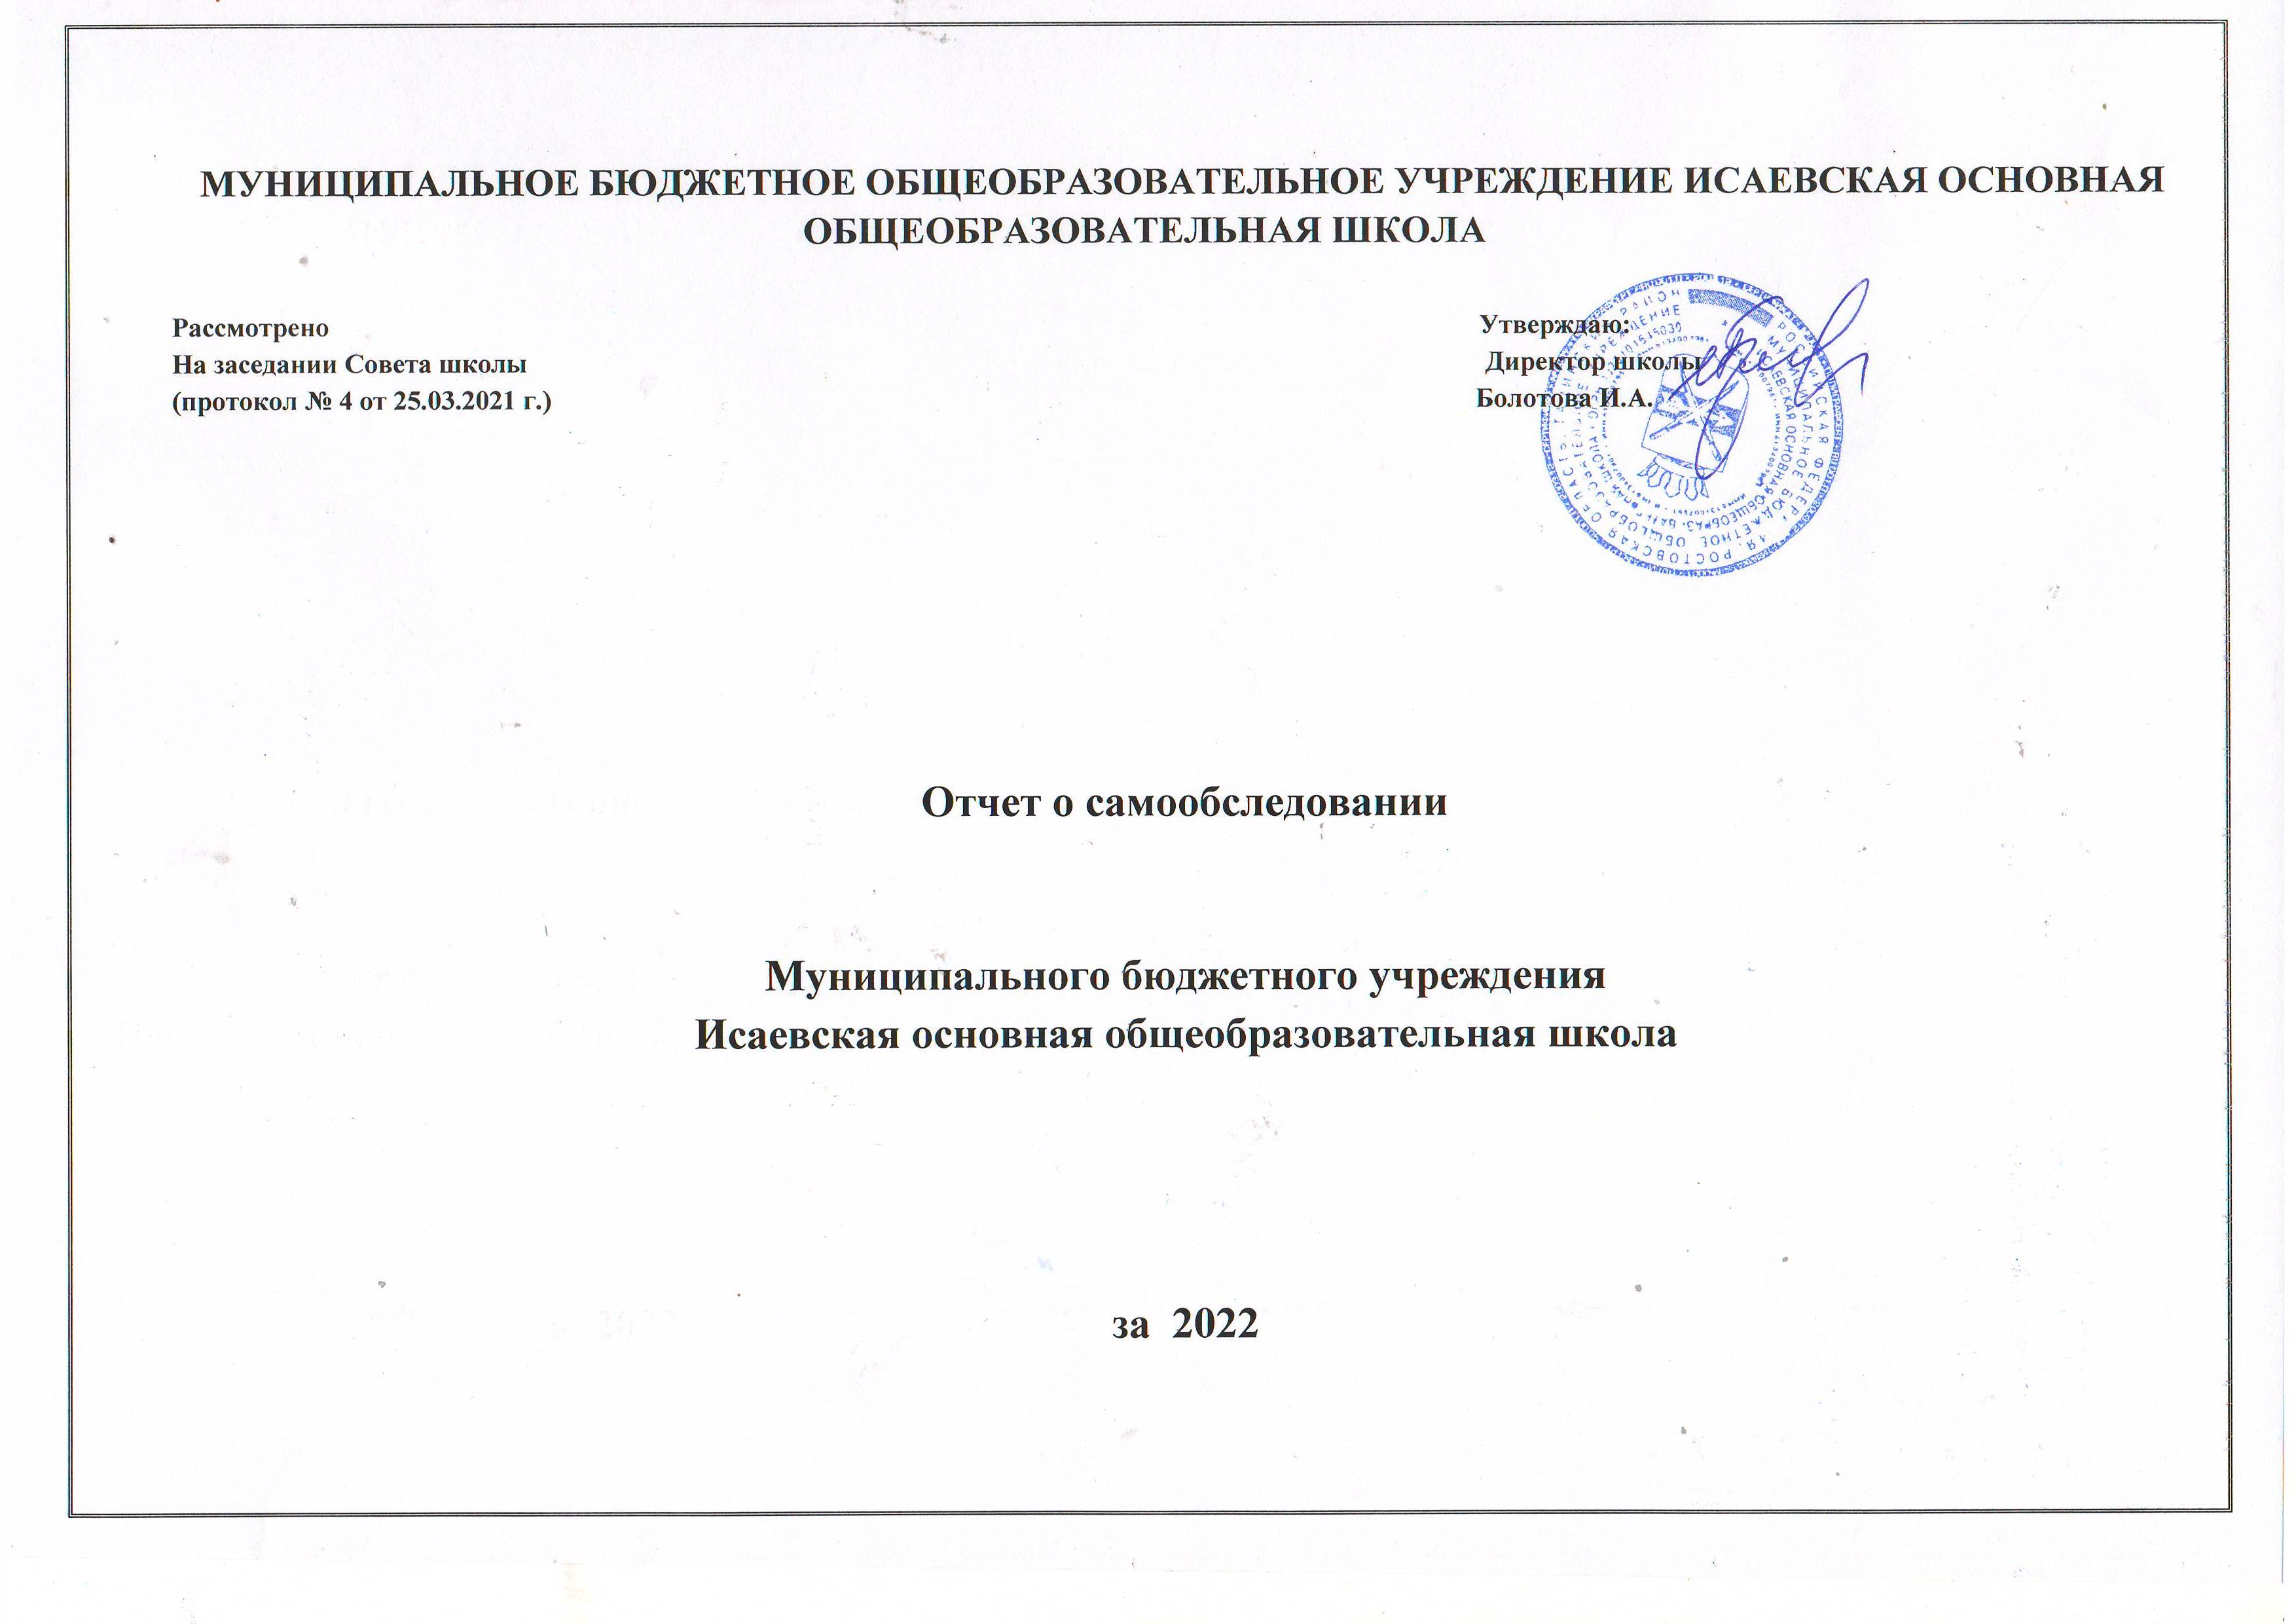 МУНИЦИПАЛЬНОЕ БЮДЖЕТНОЕ ОБЩЕОБРАЗОВАТЕЛЬНОЕ УЧРЕЖДЕНИЕ ИСАЕВСКАЯ ОСНОВНАЯ
ОБЩЕОБРАЗОВАТЕЛЬНАЯ ШКОЛА
Рассмотрено
На заседании Совета школы
(протокол № 4 от 25.03.2021 г.)
Утверждаю:
Директор школы
Болотова И.А.
Отчет о самообследовании
Муниципального бюджетного учреждения
Исаевская основная общеобразовательная школа
за 2022